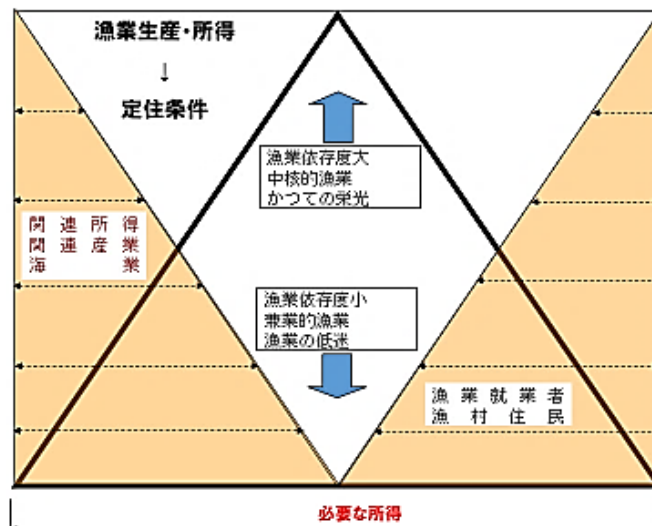 漁業生産・所得
↓
定住条件
漁業依存度大
中核的漁業
かつての栄光
関連所得
関連産業
海業
漁業依存度小
兼業的漁業
漁業の低迷
漁業就業者
漁村住民
必要な所得